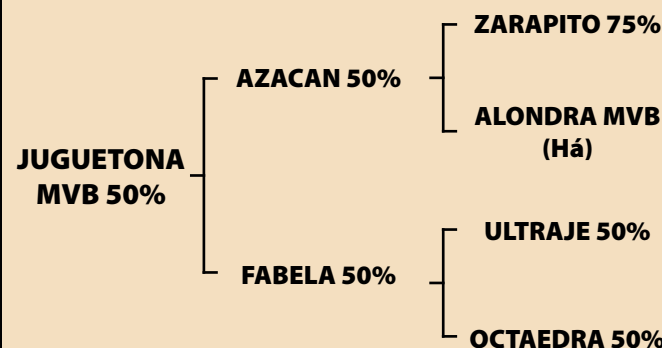 ZARAPITO 75%
AZACAN 50%
ALONDRA MVB
(Há)
JUGUETONA
MVB 50%
ULTRAJE 50%
FABELA 50%
OCTAEDRA 50%